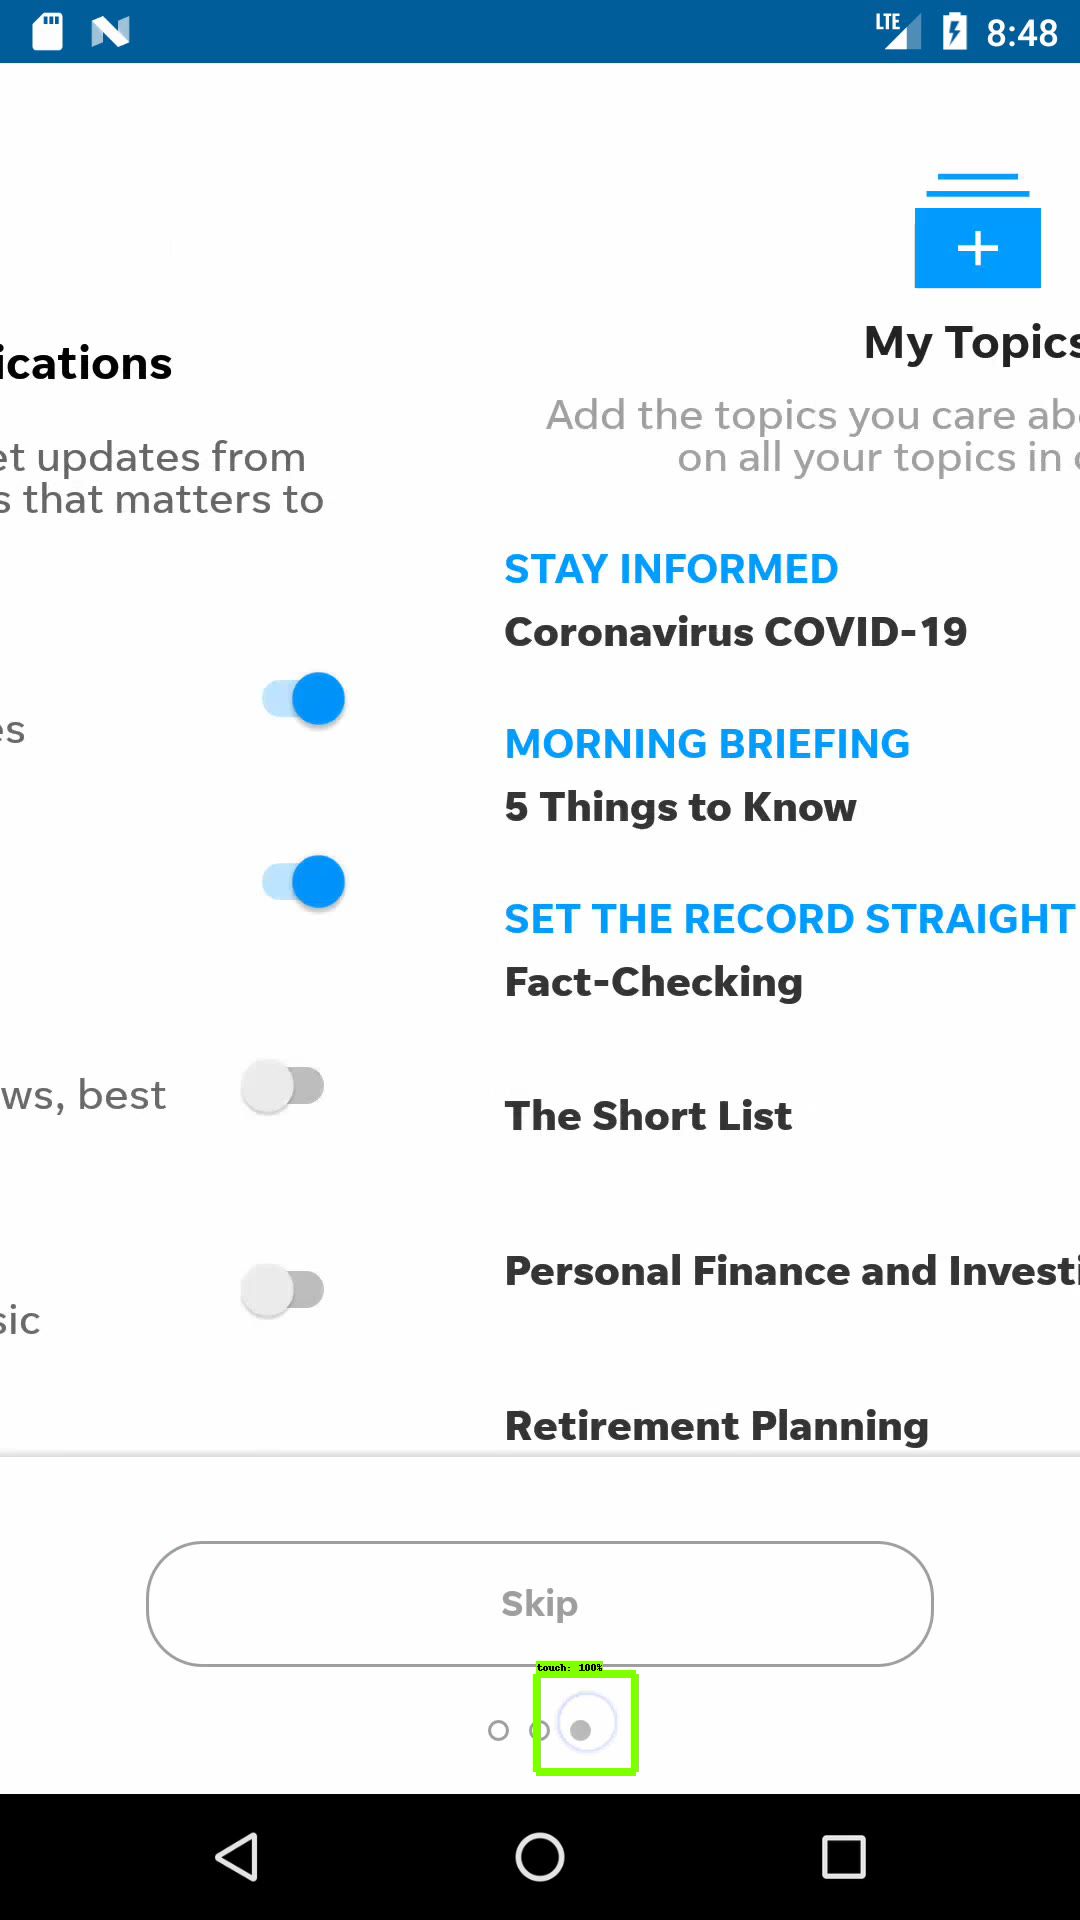 LTE 8:48
ications
et updates from
s that matters to
es
ws, best
sic
My Topics
Add the topics you care abo
on all your topics in
STAY INFORMED
Coronavirus COVID-19
MORNING BRIEFING
5 Things to Know
SET THE RECORD STRAIGHT
Fact-Checking
The Short List
Personal Finance and Investi
Retirement Planning
Skip
touch: 100%